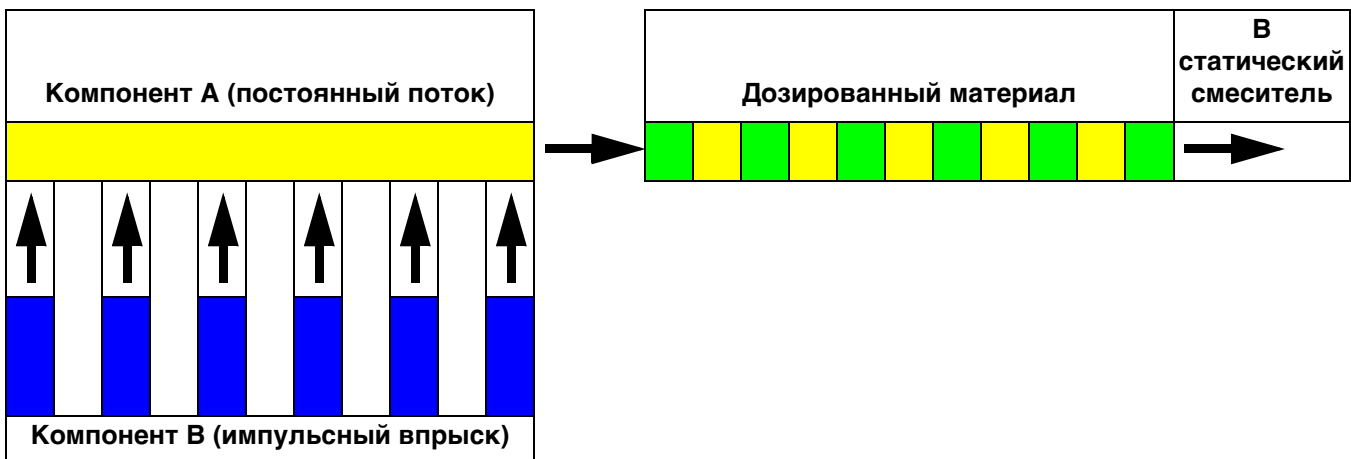 Компонент А (постоянный поток)
Дозированный материал
В
статический
смеситель
Компонент В (импульсный впрыск)